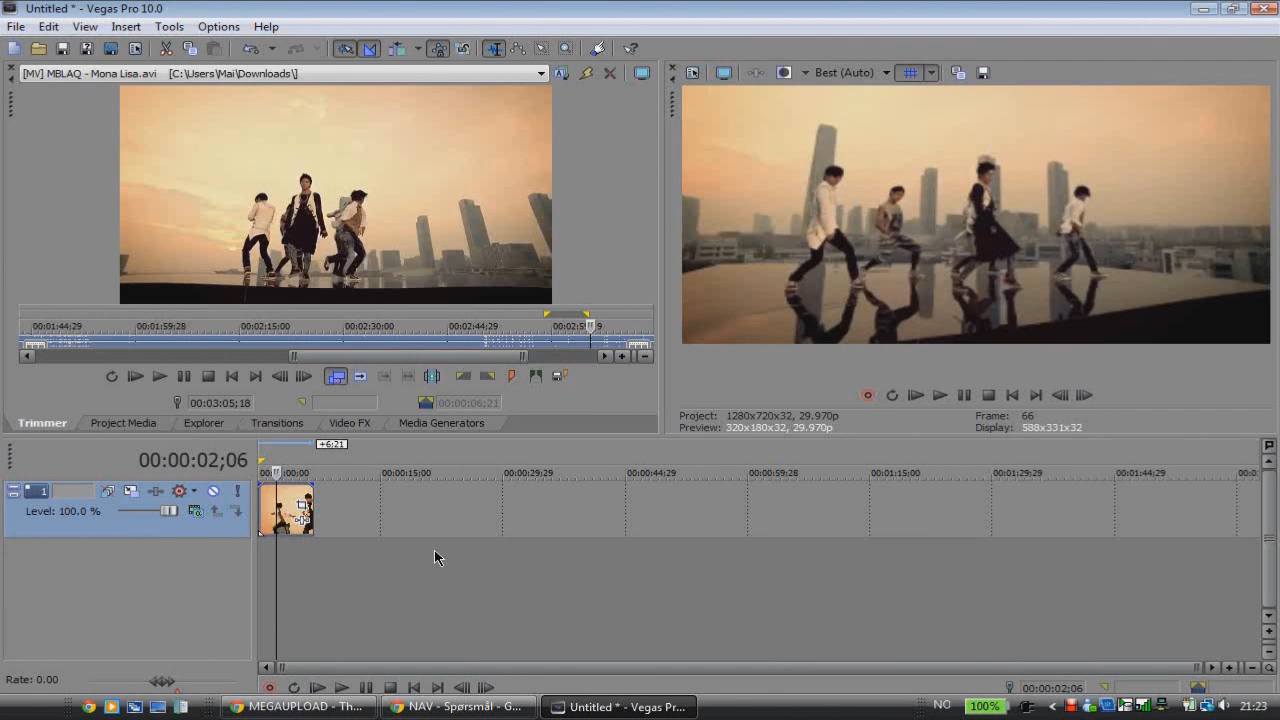 Untitled * - Vegas Pro 10.0
File Edit View Insert Tools Options Help
[MV] MBLAQ - Mona Lisa.avi [C:\Users\Mai\Downloads\]
Best (Auto)
00:01:44;29 00:01:59;28 00:02:15;00 00:02:30;00 00:02:44;29
00:03:05;18 00:00:06;21
Trimmer Project Media Explorer Transitions Video FX Media Generators
Project: 1280x720x32, 29.970p Frame: 66
Preview: 320x180x32, 29.970p Display: 588x331x32
+6;21
00:00:02;06
00:00:15;00 00:00:29;29 00:00:44;29 00:00:59;28 00:01:15;00 00:01:29;29 00:01:44;29
1
Level: 100.0 %
Rate: 0.00
00:00:02;06
MEGAUPLOAD - Th... NAV - Spørsmål - G... Untitled * - Vegas Pr... NO 100% 21:23